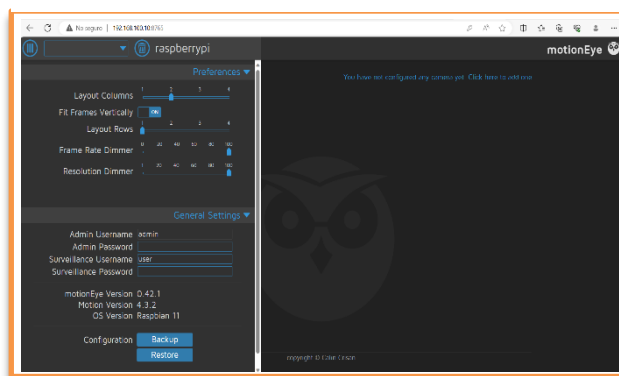 No seguro | 192.168.100.10:8765
raspberrypi
motionEye
Preferences
You have not configured any camera yet. Click here to add one
Layout Columns 1 2 3 4
Fit Frames Vertically ON
Layout Rows 1 2 3 4
Frame Rate Dimmer 0 20 40 60 80 100
Resolution Dimmer 1 20 40 60 80 100
General Settings
Admin Username admin
Admin Password
Surveillance Username user
Surveillance Password
motionEye Version 0.42.1
Motion Version 4.3.2
OS Version Raspbian 11
Configuration Backup
Restore
copyright © Calin Crisan